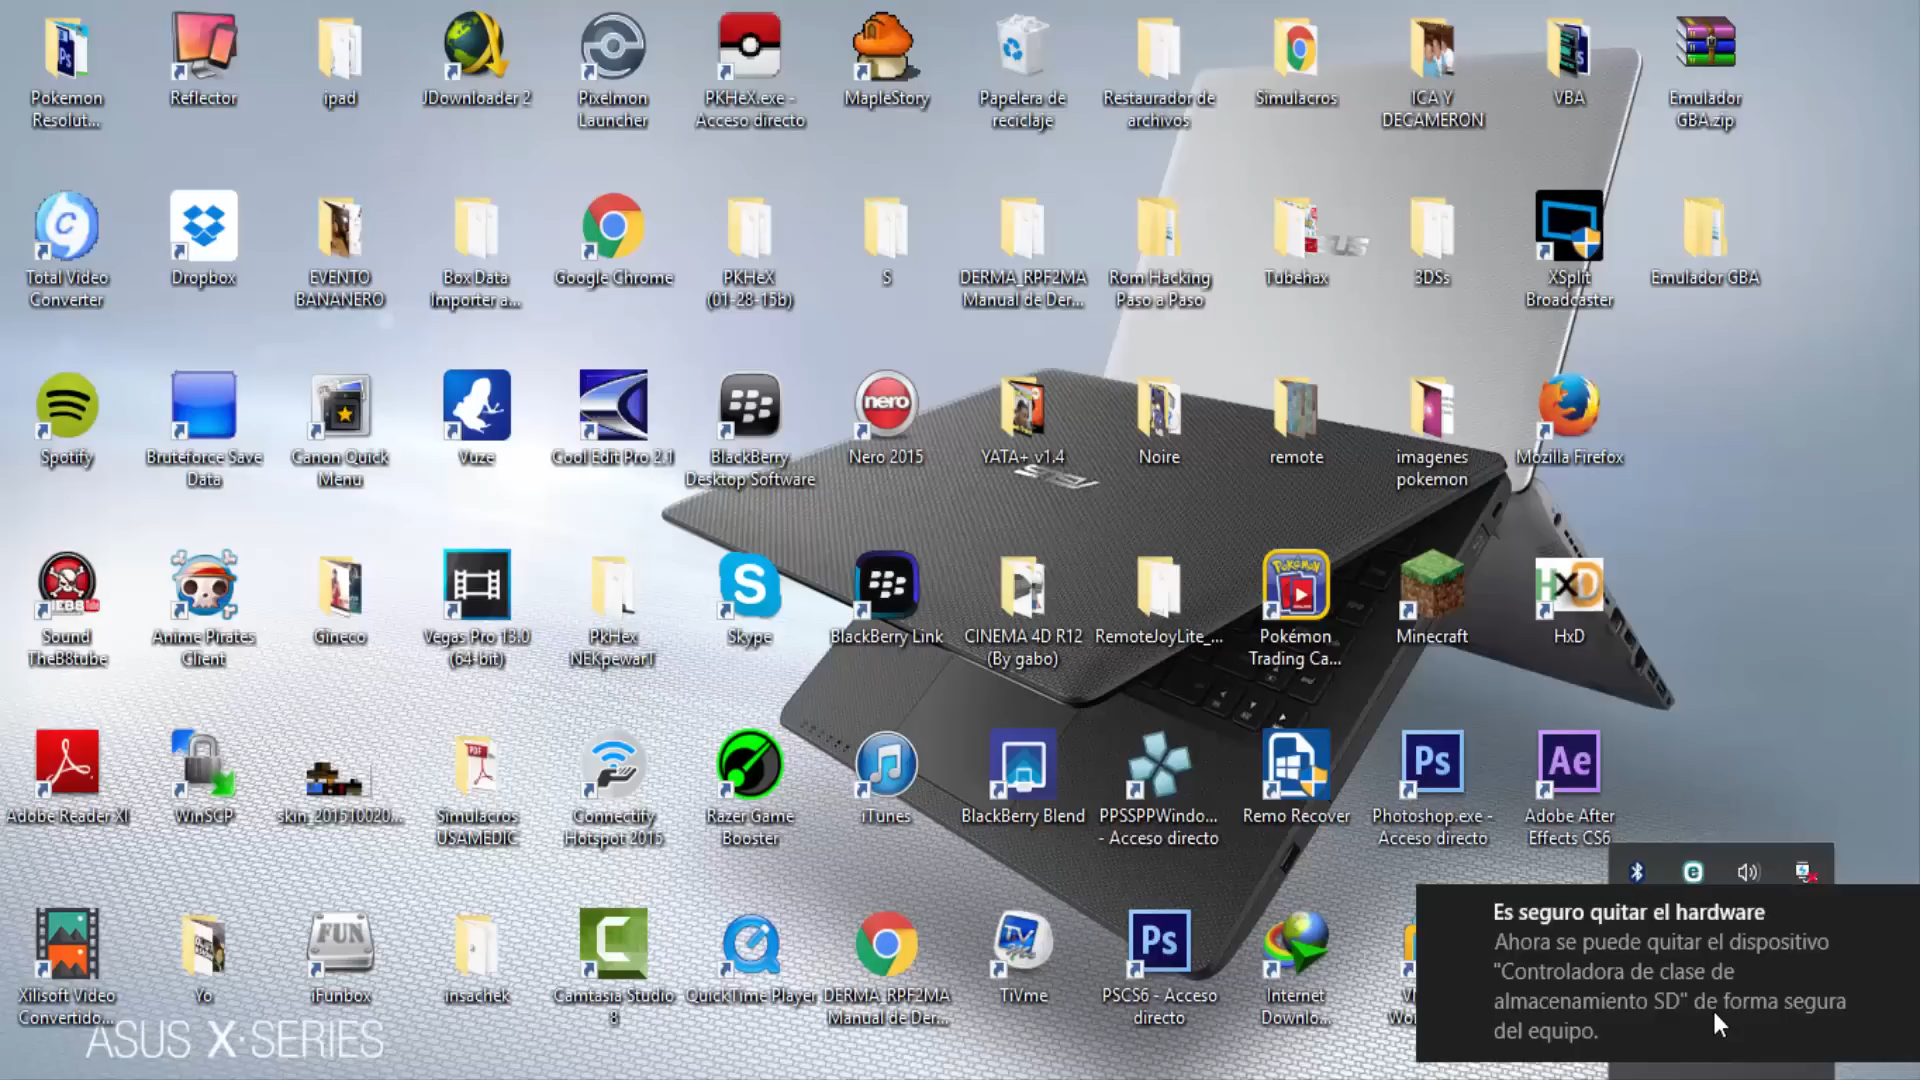 Pokemon
Resolut...
Reflector
ipad
JDownloader 2
Pixelmon
Launcher
PKHeX.exe -
Acceso directo
MapleStory
Papelera de
reciclaje
Restaurador de
archivos
Simulacros
ICA Y
DECAMERON
VBA
Emulador
GBA.zip
Total Video
Converter
Dropbox
EVENTO
BANANERO
Box Data
Importer a...
Google Chrome
PKHeX
(01-28-15b)
S
DERMA_RPF2MA
Manual de Der...
Rom Hacking
Paso a Paso
Tubehax
3DSs
XSplit
Broadcaster
Emulador GBA
Spotify
Bruteforce Save
Data
Canon Quick
Menu
Vuze
Cool Edit Pro 2.1
BlackBerry
Desktop Software
nero
Nero 2015
YATA+ v1.4
Noire
remote
imagenes
pokemon
Mozilla Firefox
Sound
TheB8tube
Anime Pirates
Client
Gineco
Vegas Pro 13.0
(64-bit)
PkHex
NEKpewarT
Skype
BlackBerry Link
CINEMA 4D R12
(By gabo)
RemoteJoyLite_...
Pokémon
Trading Ca...
Minecraft
HxD
HxD
Adobe Reader XI
WinSCP
skin_201510020...
PDF
Simulacros
USAMEDIC
Connectify
Hotspot 2015
Razer Game
Booster
iTunes
BlackBerry Blend
PPSSPPWindo...
- Acceso directo
Remo Recover
Ps
Photoshop.exe -
Acceso directo
Ae
Adobe After
Effects CS6
Xilisoft Video
Convertido...
Yo
FUN
iFunbox
insachek
Camtasia Studio
8
QuickTime Player
DERMA_RPF2MA
Manual de Der...
TiVme
Ps
PSCS6 - Acceso
directo
Internet
Downlo...
Es seguro quitar el hardware
Ahora se puede quitar el dispositivo
"Controladora de clase de
almacenamiento SD" de forma segura
del equipo.
ASUS X·SERIES